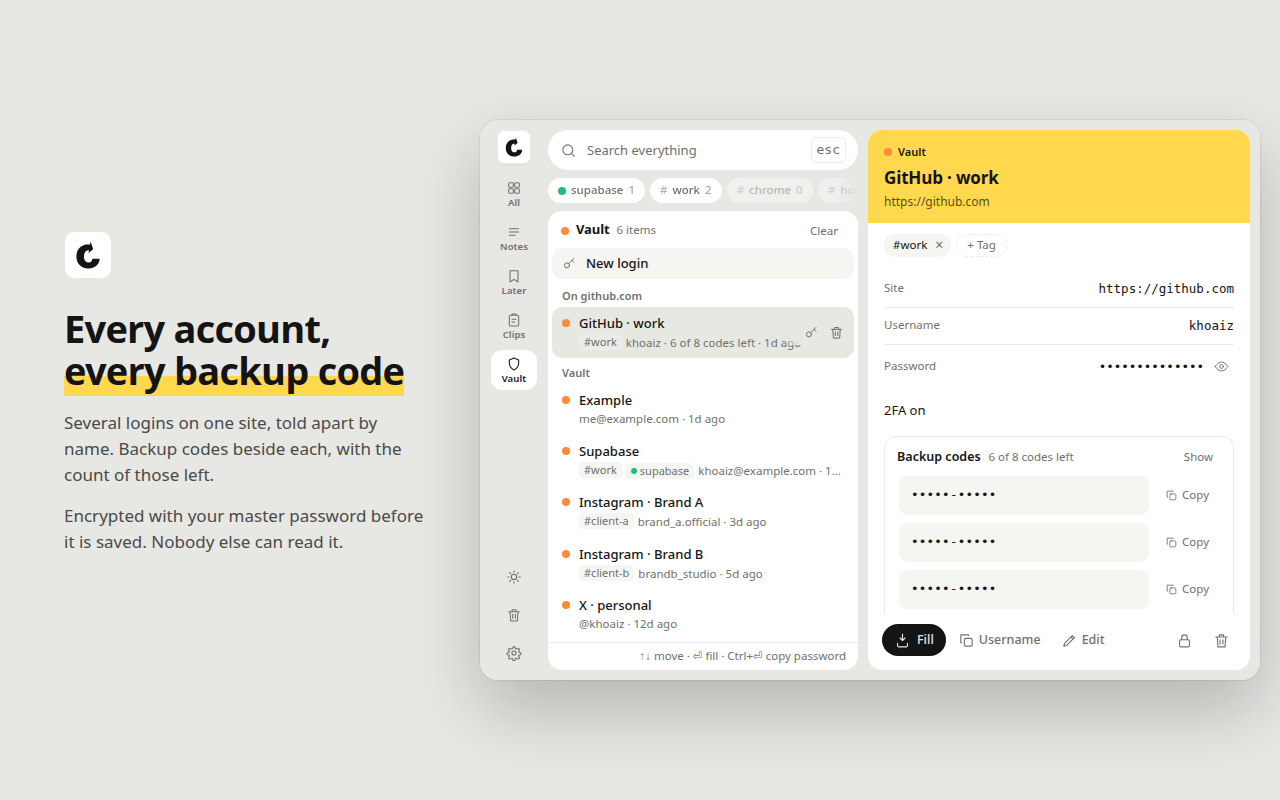 Every account,
every backup code
Several logins on one site, told apart by
name. Backup codes beside each, with the
count of those left.
Encrypted with your master password before
it is saved. Nobody else can read it.
All
Notes
Later
Clips
Vault
Search everything
esc
supabase 1
# work 2
# chrome 0
Vault 6 items
Clear
New login
On github.com
GitHub · work
#work khoaiz · 6 of 8 codes left · 1d ago
Vault
Example
me@example.com · 1d ago
Supabase
#work supabase khoaiz@example.com · 1…
Instagram · Brand A
#client-a brand_a.official · 3d ago
Instagram · Brand B
#client-b brandb_studio · 5d ago
X · personal
@khoaiz · 12d ago
↑↓ move · ⏎ fill · Ctrl+⏎ copy password
Vault
GitHub · work
https://github.com
#work ×
+ Tag
Site
https://github.com
Username
khoaiz
Password
••••••••••••••
2FA on
Backup codes 6 of 8 codes left
Show
•••••-•••••
Copy
•••••-•••••
Copy
•••••-•••••
Copy
Fill
Username
Edit